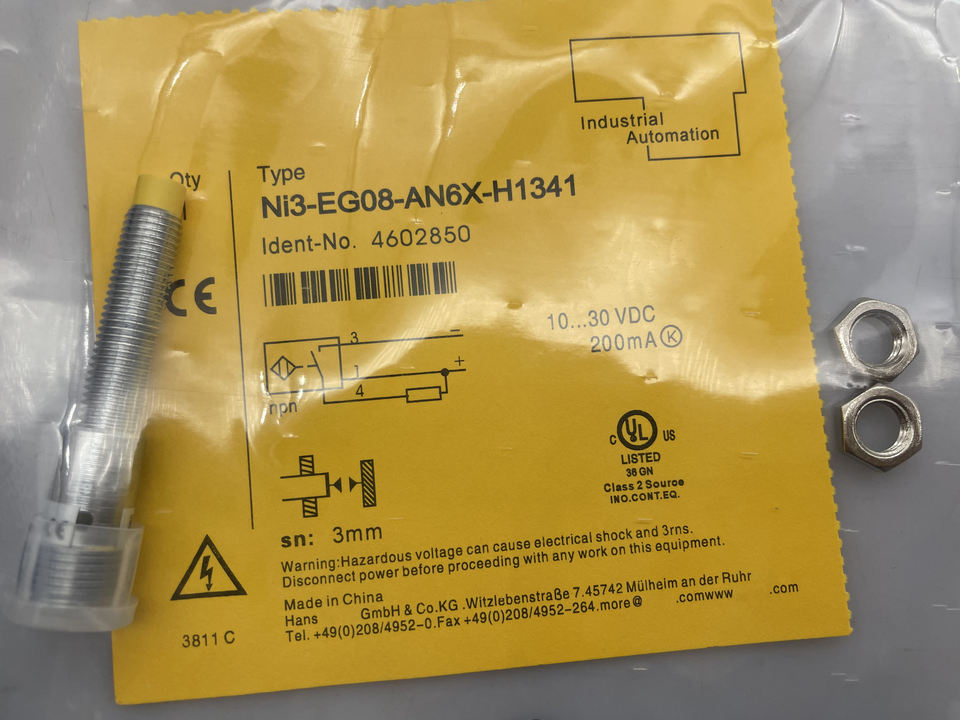 Industrial
Automation
Qty
Type
Ni3-EG08-AN6X-H1341
Ident-No. 4602850
CE
10...30 VDC
200mA K
3
−
1
+
4
npn
C UL US
LISTED
36 GN
Class 2 Source
INO.CONT.EQ.
sn: 3mm
Warning:Hazardous voltage can cause electrical shock and 3rns.
Disconnect power before proceeding with any work on this equipment.
Made in China
Hans GmbH & Co.KG .Witzlebenstraße 7.45742 Mülheim an der Ruhr
Tel. +49(0)208/4952-0.Fax +49(0)208/4952-264.more@ .comwww .com
3811 C